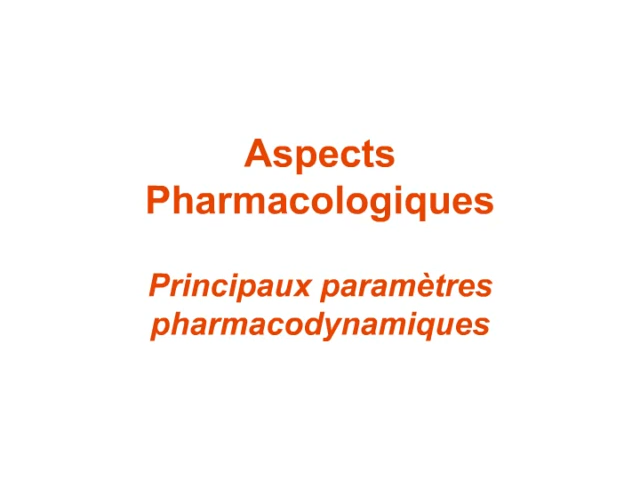 Aspects
Pharmacologiques
Principaux paramètres
pharmacodynamiques